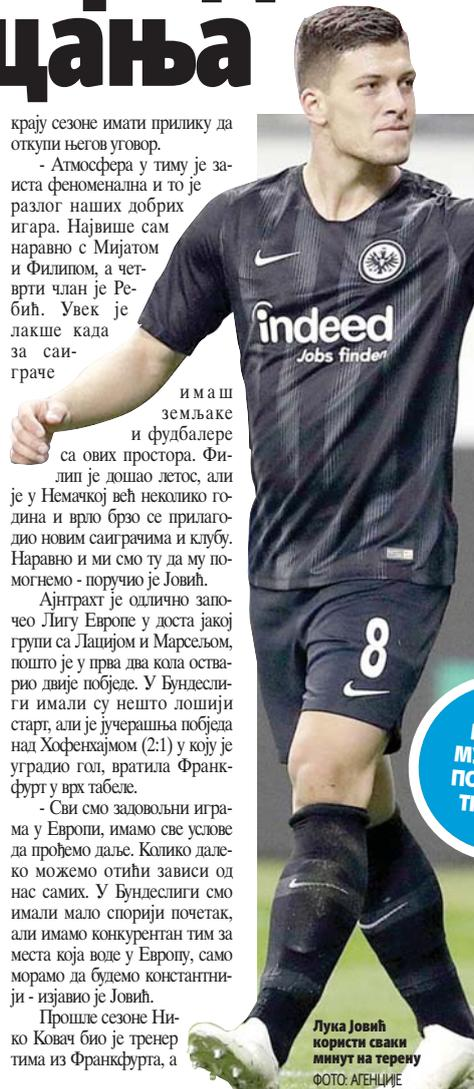 цања
крају сезоне имати прилику да
откупи његов уговор.
- Атмосфера у тиму је за-
иста феноменална и то је
разлог наших добрих
игара. Највише сам
наравно с Мијатом
и Филипом, а чет-
врти члан је Ре-
бић. Увек је
лакше када
за саи-
граче
имаш
земљаке
и фудбалере
са ових простора. Фи-
лип је дошао летос, али
је у Немачкој већ неколико го-
дина и врло брзо се прилаго-
дио новим саиграчима и клубу.
Наравно и ми смо ту да му по-
могнемо - поручио је Јовић.
Ајнтрахт је одлично запо-
чео Лигу Европе у доста јакој
групи са Лацијом и Марсељом,
пошто је у прва два кола оства-
рио двије побједе. У Бундесли-
ги имали су нешто лошији
старт, али је јучерашња побједа
над Хофенхајмом (2:1) у коју је
уградио гол, вратила Франк-
фурт у врх табеле.
- Сви смо задовољни игра-
ма у Европи, имамо све услове
да прођемо даље. Колико дале-
ко можемо отићи зависи од
нас самих. У Бундеслиги смо
имали мало спорији почетак,
али имамо конкурентан тим за
места која воде у Европу, само
морамо да будемо константни-
ји - изјавио је Јовић.
Прошле сезоне Ни-
ко Ковач био је тренер
тима из Франкфурта, а
indeed
Jobs finden
8
Лука Јовић
користи сваки
минут на терену
ФОТО: АГЕНЦИЈЕ